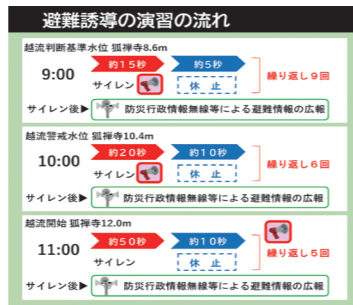 避難誘導の演習の流れ
越流判断基準水位 狐禅寺8.6m
9:00
約15秒
約5秒
サイレン
休 止
繰り返し9回
サイレン後▶
防災行政無線等による避難情報の広報
越流警戒水位 狐禅寺10.4m
10:00
約20秒
約10秒
サイレン
休 止
繰り返し6回
サイレン後▶
防災行政無線等による避難情報の広報
越流開始 狐禅寺12.0m
11:00
約50秒
約10秒
サイレン
休 止
繰り返し5回
サイレン後▶
防災行政無線等による避難情報の広報